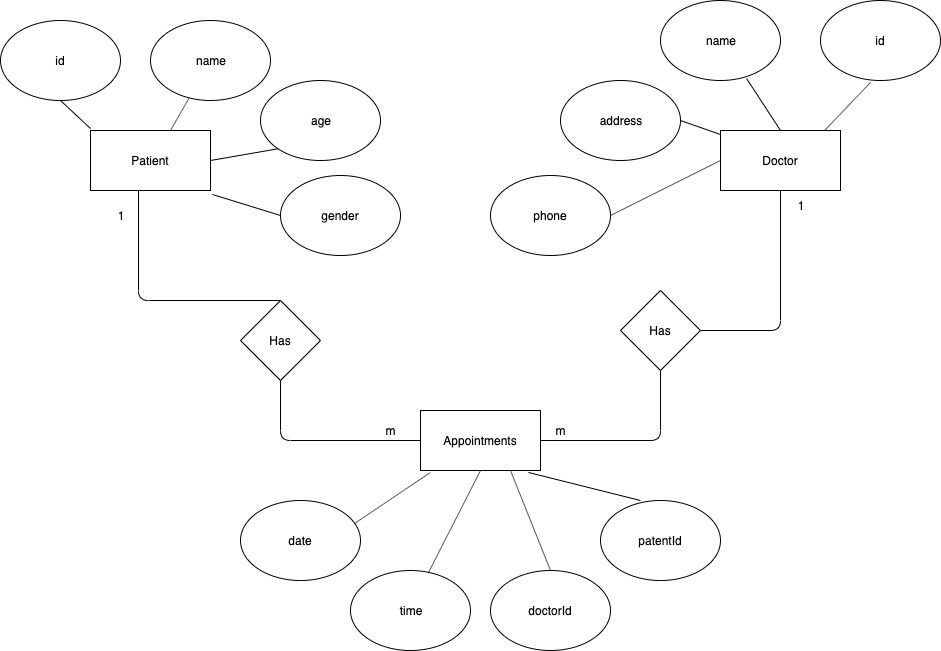 id
name
age
Patient
gender
1
name
id
address
Doctor
phone
1
Has
Has
m
Appointments
m
date
time
doctorId
patentId